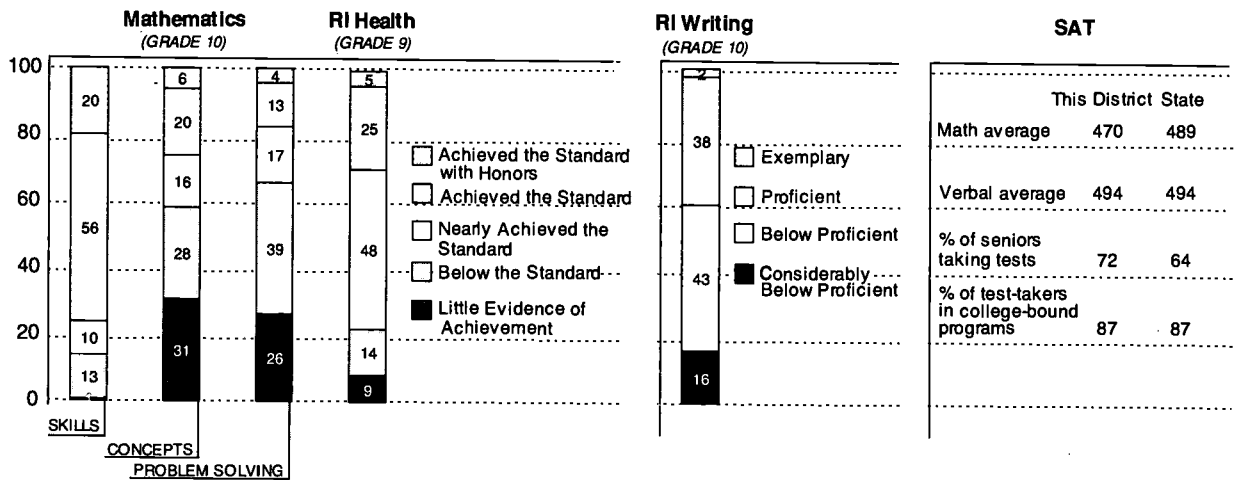 Mathematics
(GRADE 10)
RI Health
(GRADE 9)
RI Writing
(GRADE 10)
SAT
100
80
60
40
20
0
20
56
10
13
6
20
16
28
31
4
13
17
39
26
5
25
48
14
9
SKILLS
CONCEPTS
PROBLEM SOLVING
Achieved the Standard
with Honors
Achieved the Standard
Nearly Achieved the
Standard
Below the Standard
Little Evidence of
Achievement
2
38
43
16
Exemplary
Proficient
Below Proficient
Considerably
Below Proficient
This District State
Math average 470 489
Verbal average 494 494
% of seniors
taking tests 72 64
% of test-takers
in college-bound
programs 87 87